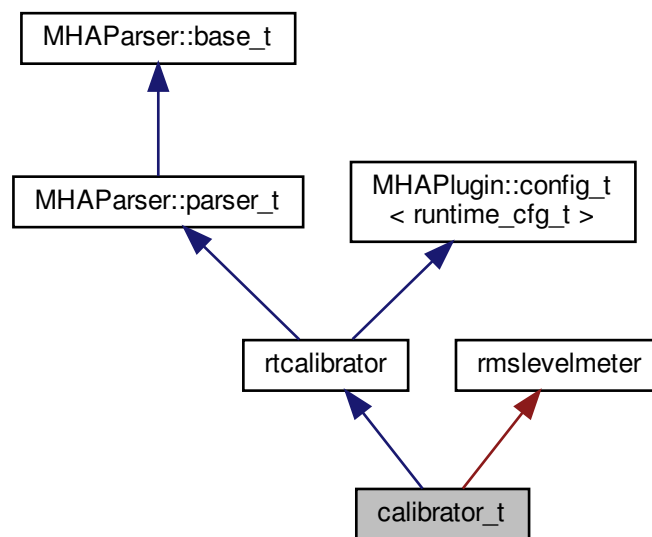 MHAParser::base_t
MHAParser::parser_t
MHAPlugin::config_t
< runtime_cfg_t >
rtcalibrator
rmslevelmeter
calibrator_t